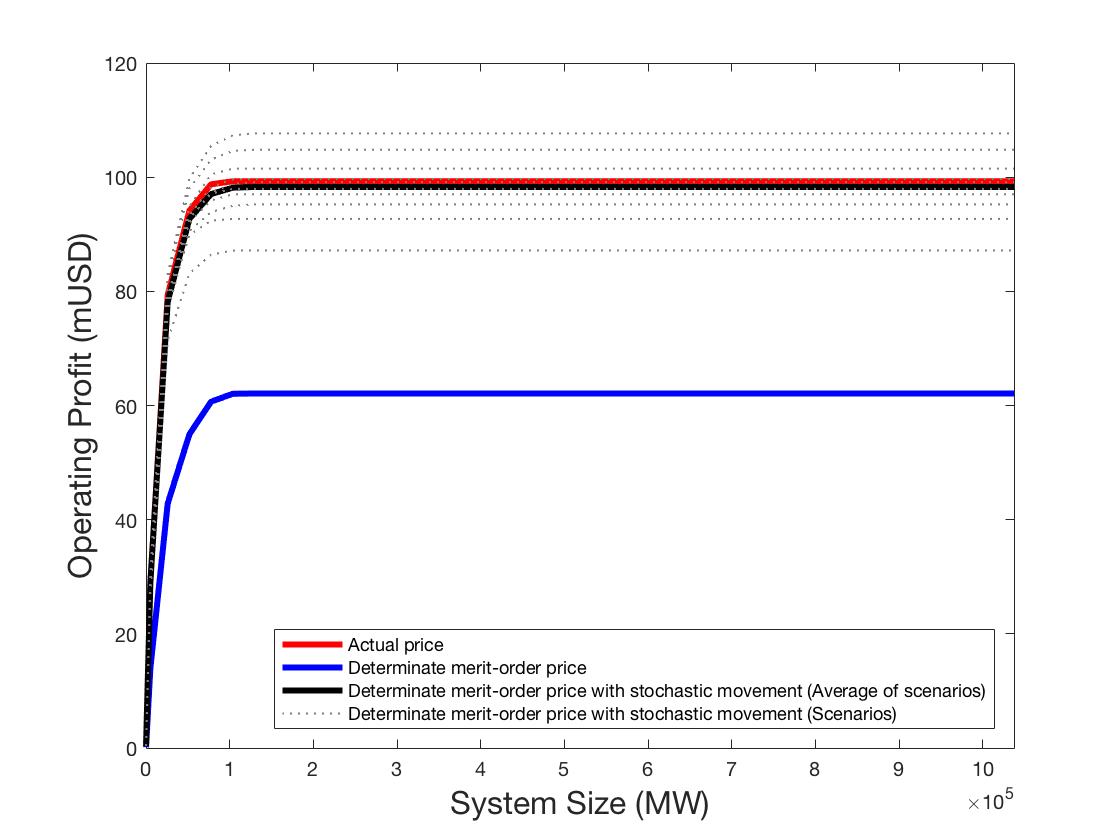 120
100
80
60
40
20
0
Operating Profit (mUSD)
Actual price
Determinate merit-order price
Determinate merit-order price with stochastic movement (Average of scenarios)
Determinate merit-order price with stochastic movement (Scenarios)
0 1 2 3 4 5 6 7 8 9 10
×10⁵
System Size (MW)